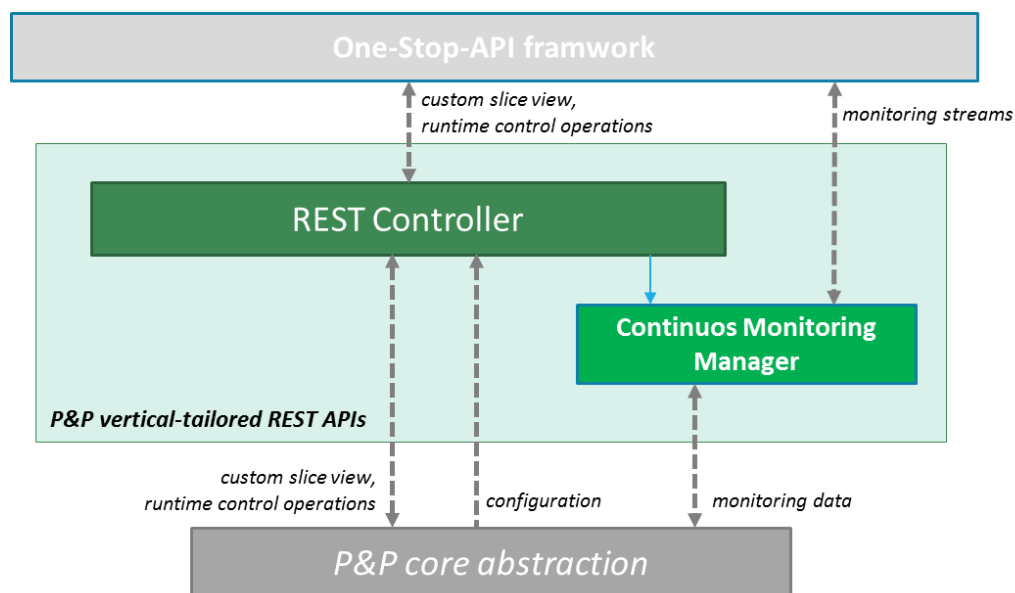 One-Stop-API framwork
custom slice view,
runtime control operations
monitoring streams
REST Controller
Continuos Monitoring
Manager
P&P vertical-tailored REST APIs
custom slice view,
runtime control operations
configuration
monitoring data
P&P core abstraction